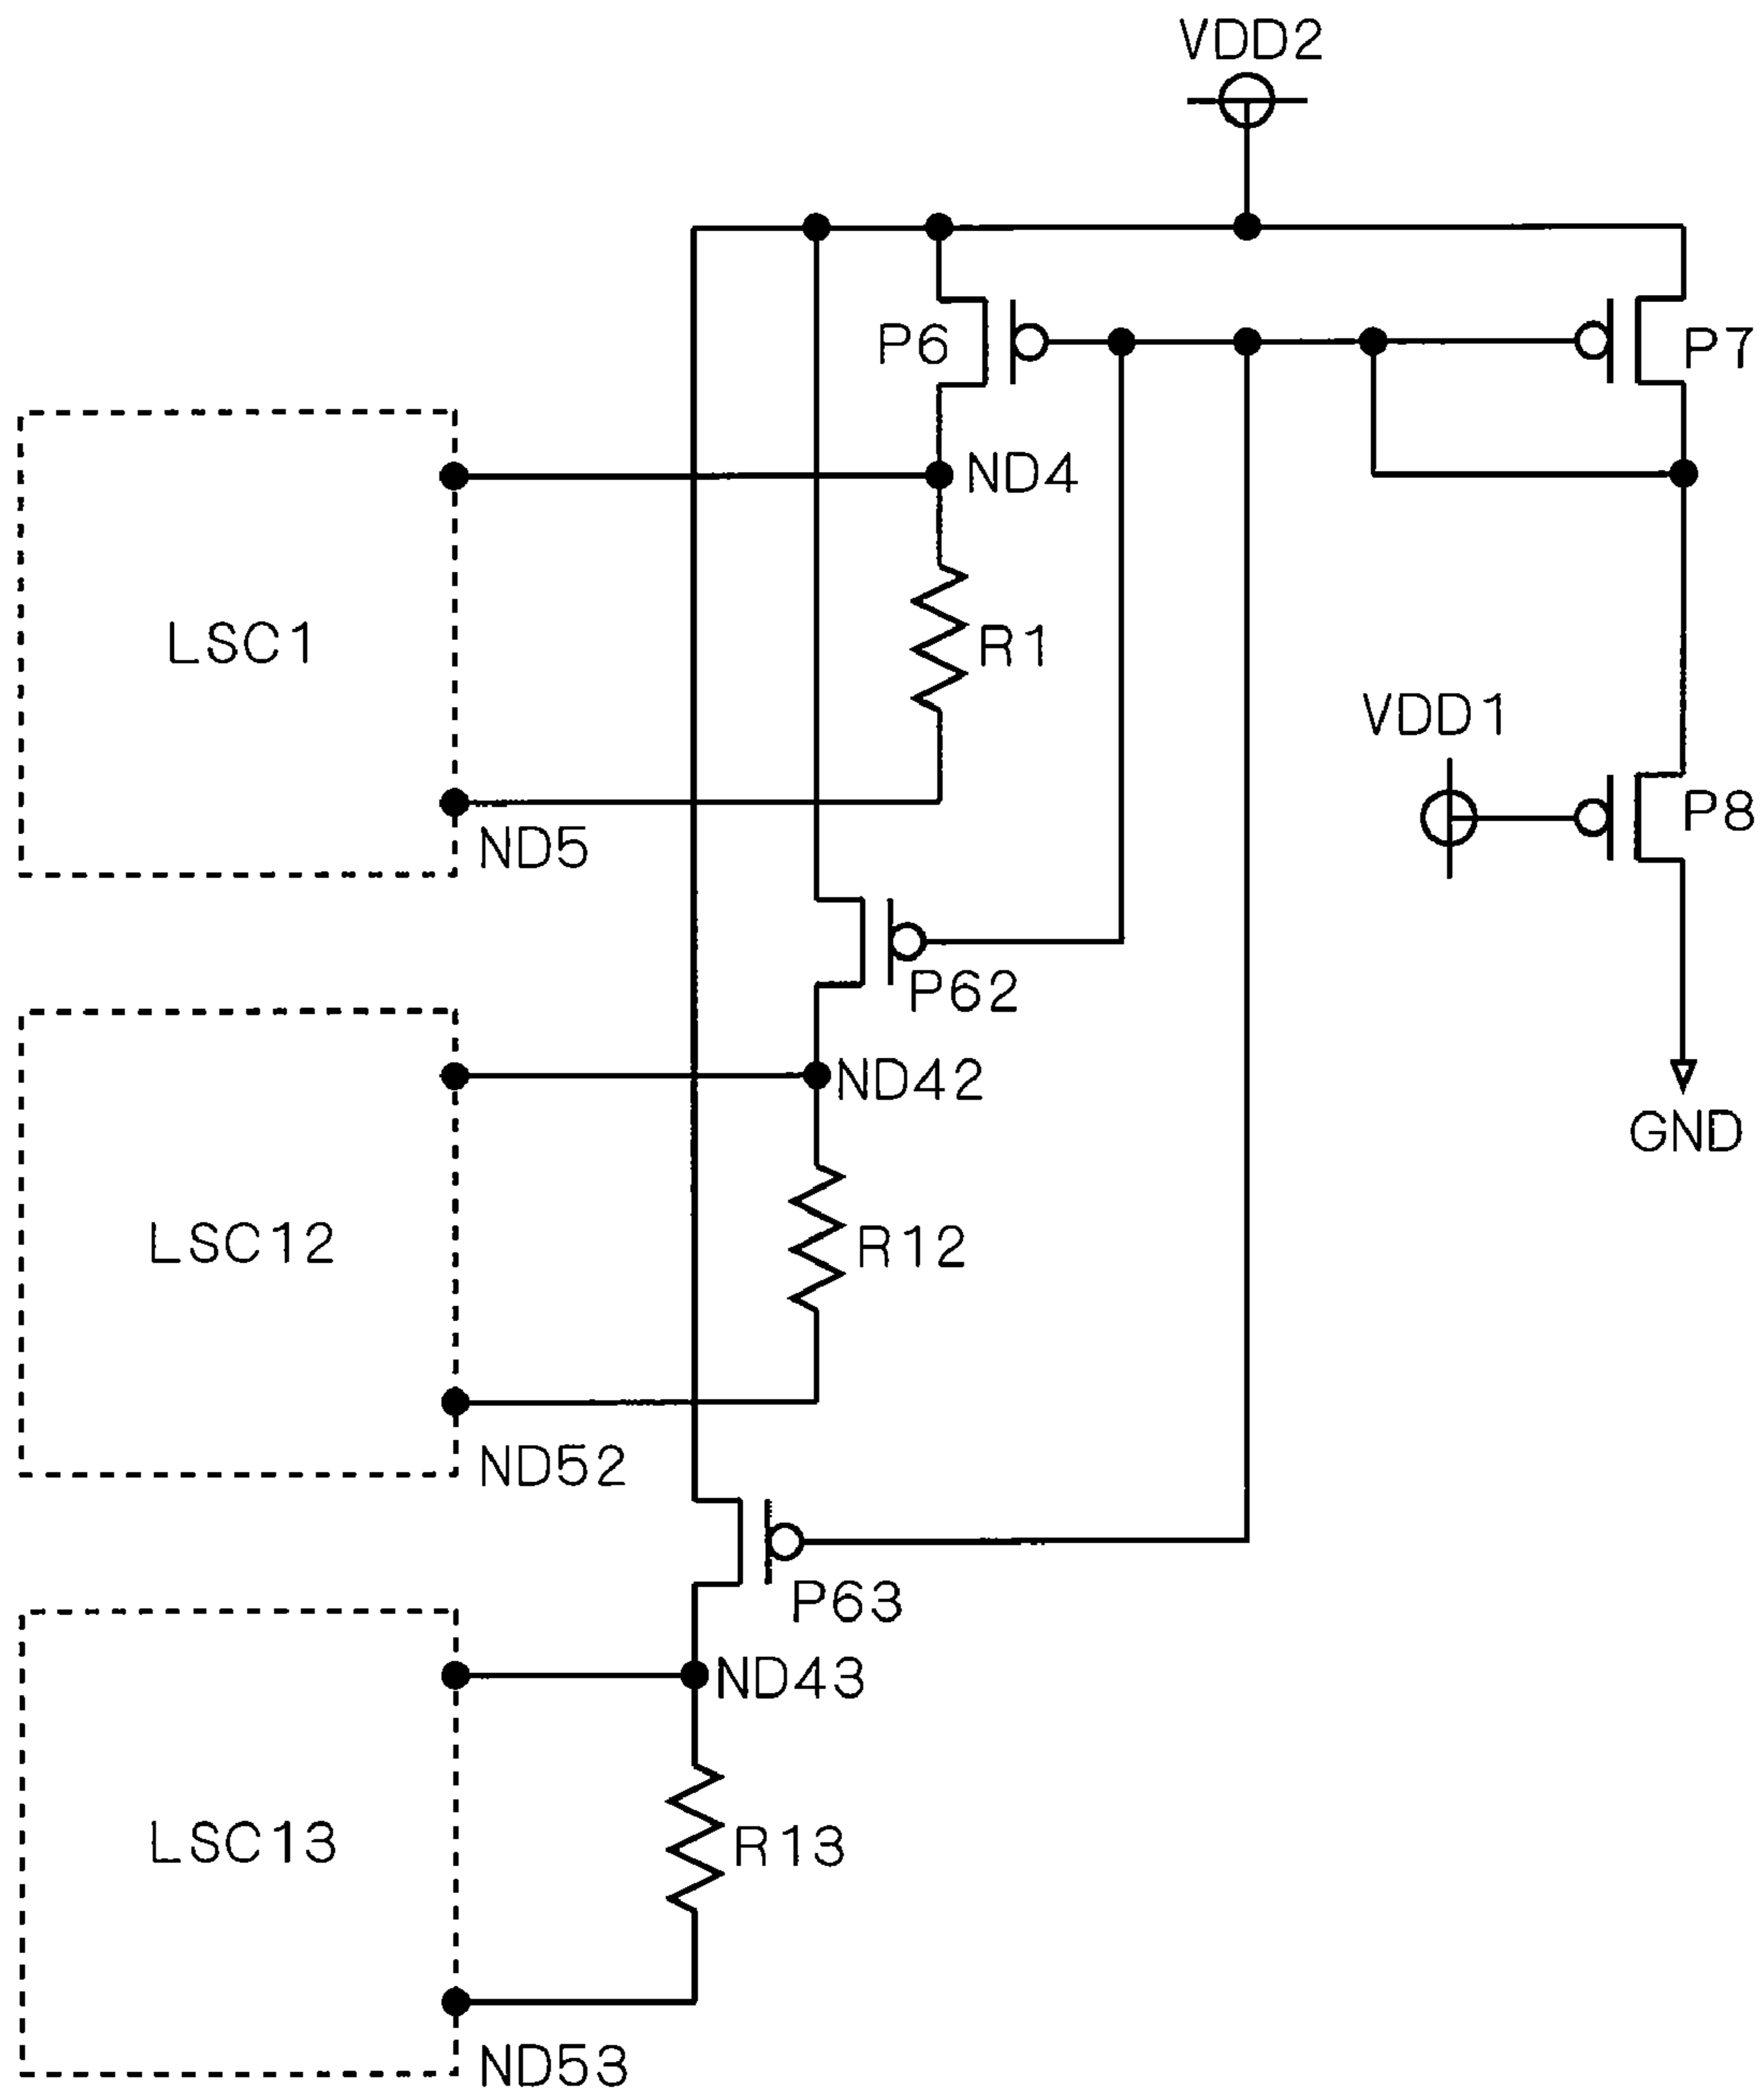 VDD2
P6
P7
ND4
LSC1
R1
VDD1
P8
ND5
P62
ND42
GND
LSC12
R12
ND52
P63
ND43
LSC13
R13
ND53